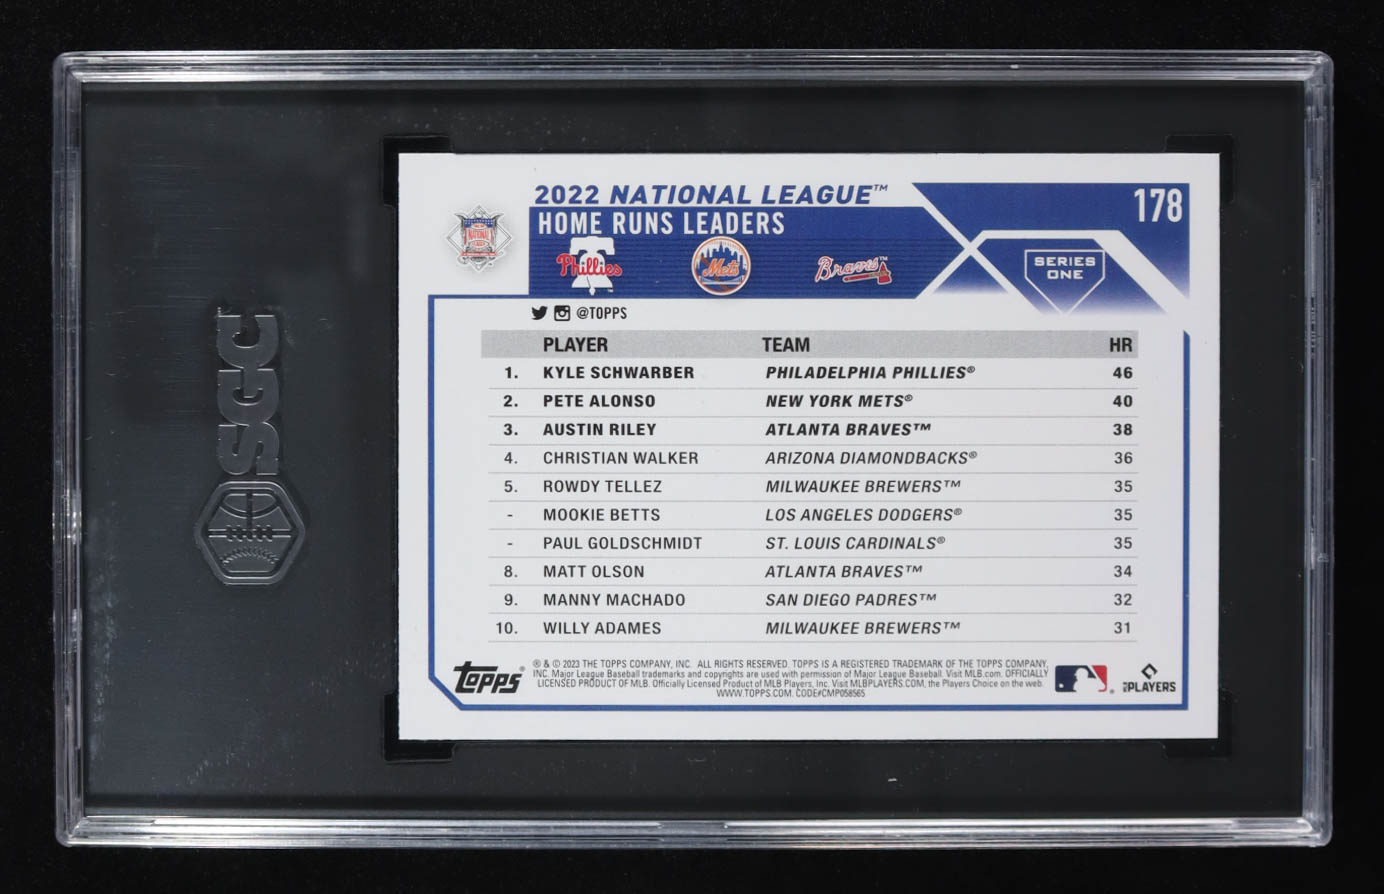 2022 NATIONAL LEAGUE™
HOME RUNS LEADERS
178
NATIONAL
Phillies
Mets
Braves
SERIES
ONE
@TOPPS
PLAYER TEAM HR
1. KYLE SCHWARBER PHILADELPHIA PHILLIES® 46
2. PETE ALONSO NEW YORK METS® 40
3. AUSTIN RILEY ATLANTA BRAVES™ 38
4. CHRISTIAN WALKER ARIZONA DIAMONDBACKS® 36
5. ROWDY TELLEZ MILWAUKEE BREWERS™ 35
- MOOKIE BETTS LOS ANGELES DODGERS® 35
- PAUL GOLDSCHMIDT ST. LOUIS CARDINALS® 35
8. MATT OLSON ATLANTA BRAVES™ 34
9. MANNY MACHADO SAN DIEGO PADRES™ 32
10. WILLY ADAMES MILWAUKEE BREWERS™ 31
TOPPS®
® & © 2023 THE TOPPS COMPANY, INC. ALL RIGHTS RESERVED. TOPPS IS A REGISTERED TRADEMARK OF THE TOPPS COMPANY,
INC. Major League Baseball trademarks and copyrights are used with permission of Major League Baseball. Visit MLB.com. OFFICIALLY
LICENSED PRODUCT OF MLB. Officially Licensed Product of MLB Players, Inc. Visit MLBPLAYERS.COM, the Players Choice on the web.
WWW.TOPPS.COM. CODE#CMP058565
PLAYERS
SGC